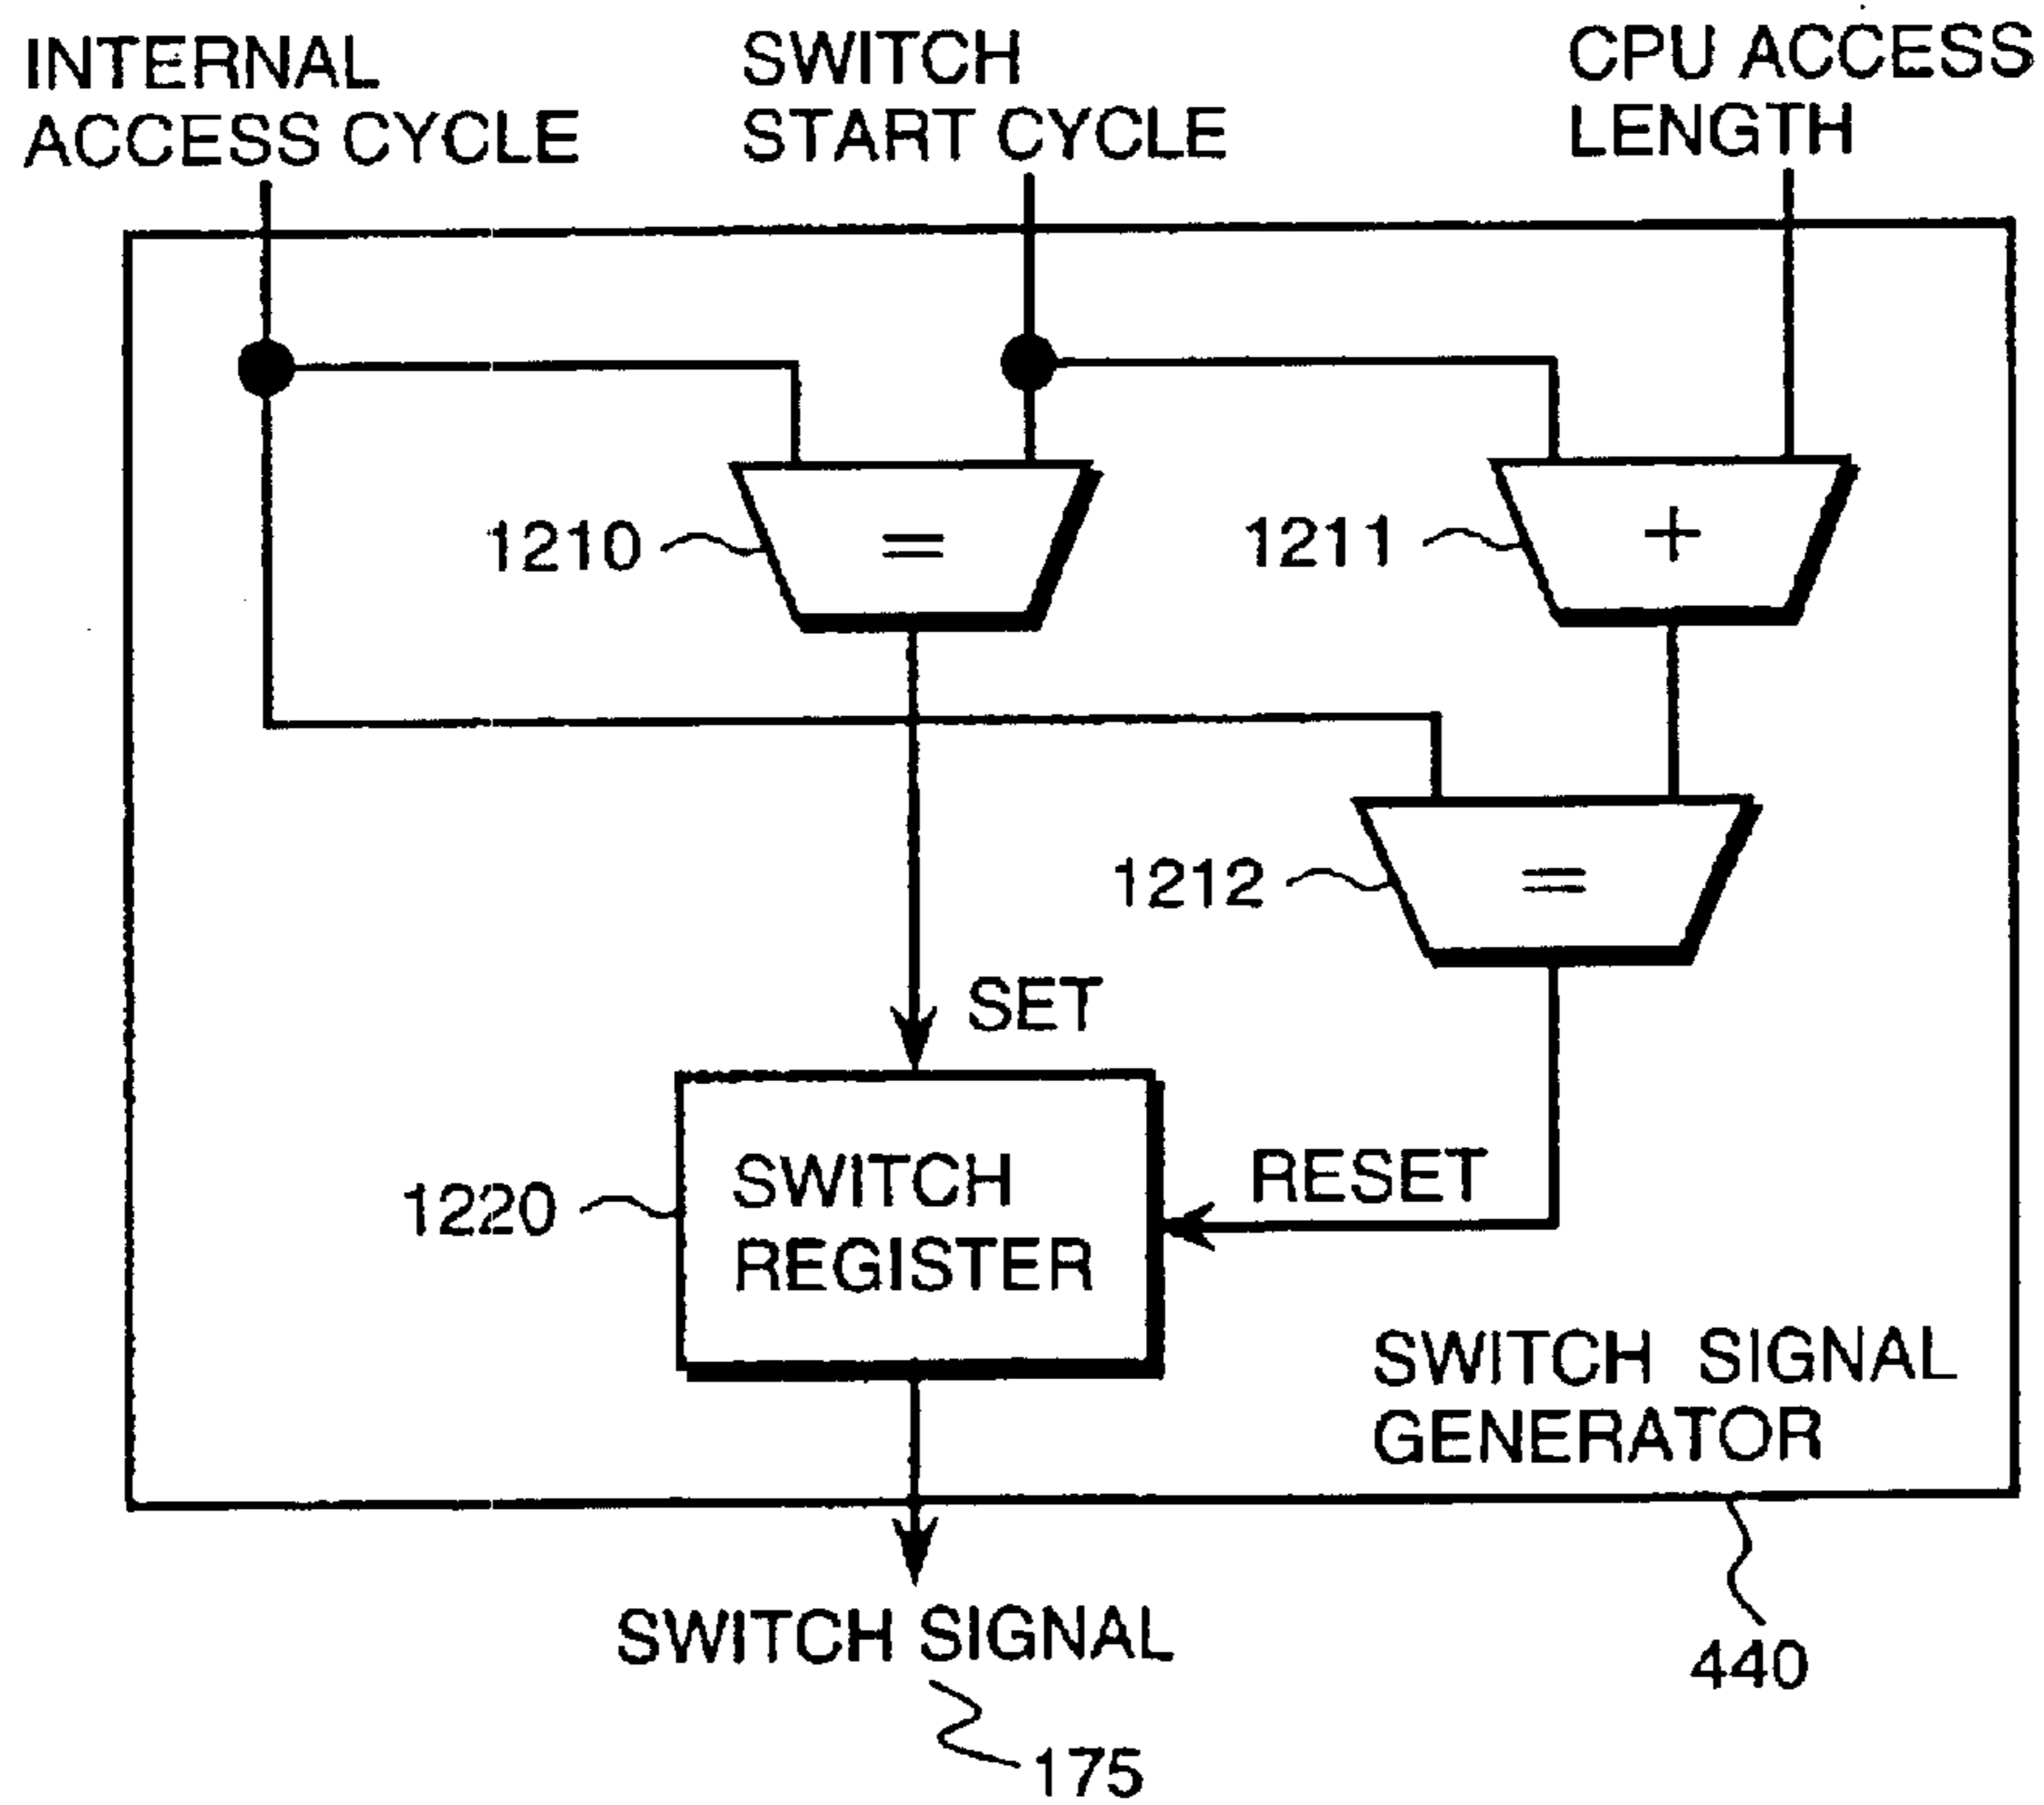 INTERNAL
ACCESS CYCLE
SWITCH
START CYCLE
CPU ACCESS
LENGTH
1210
=
1211
+
1212
=
SET
1220
SWITCH
REGISTER
RESET
SWITCH SIGNAL
GENERATOR
SWITCH SIGNAL
440
175